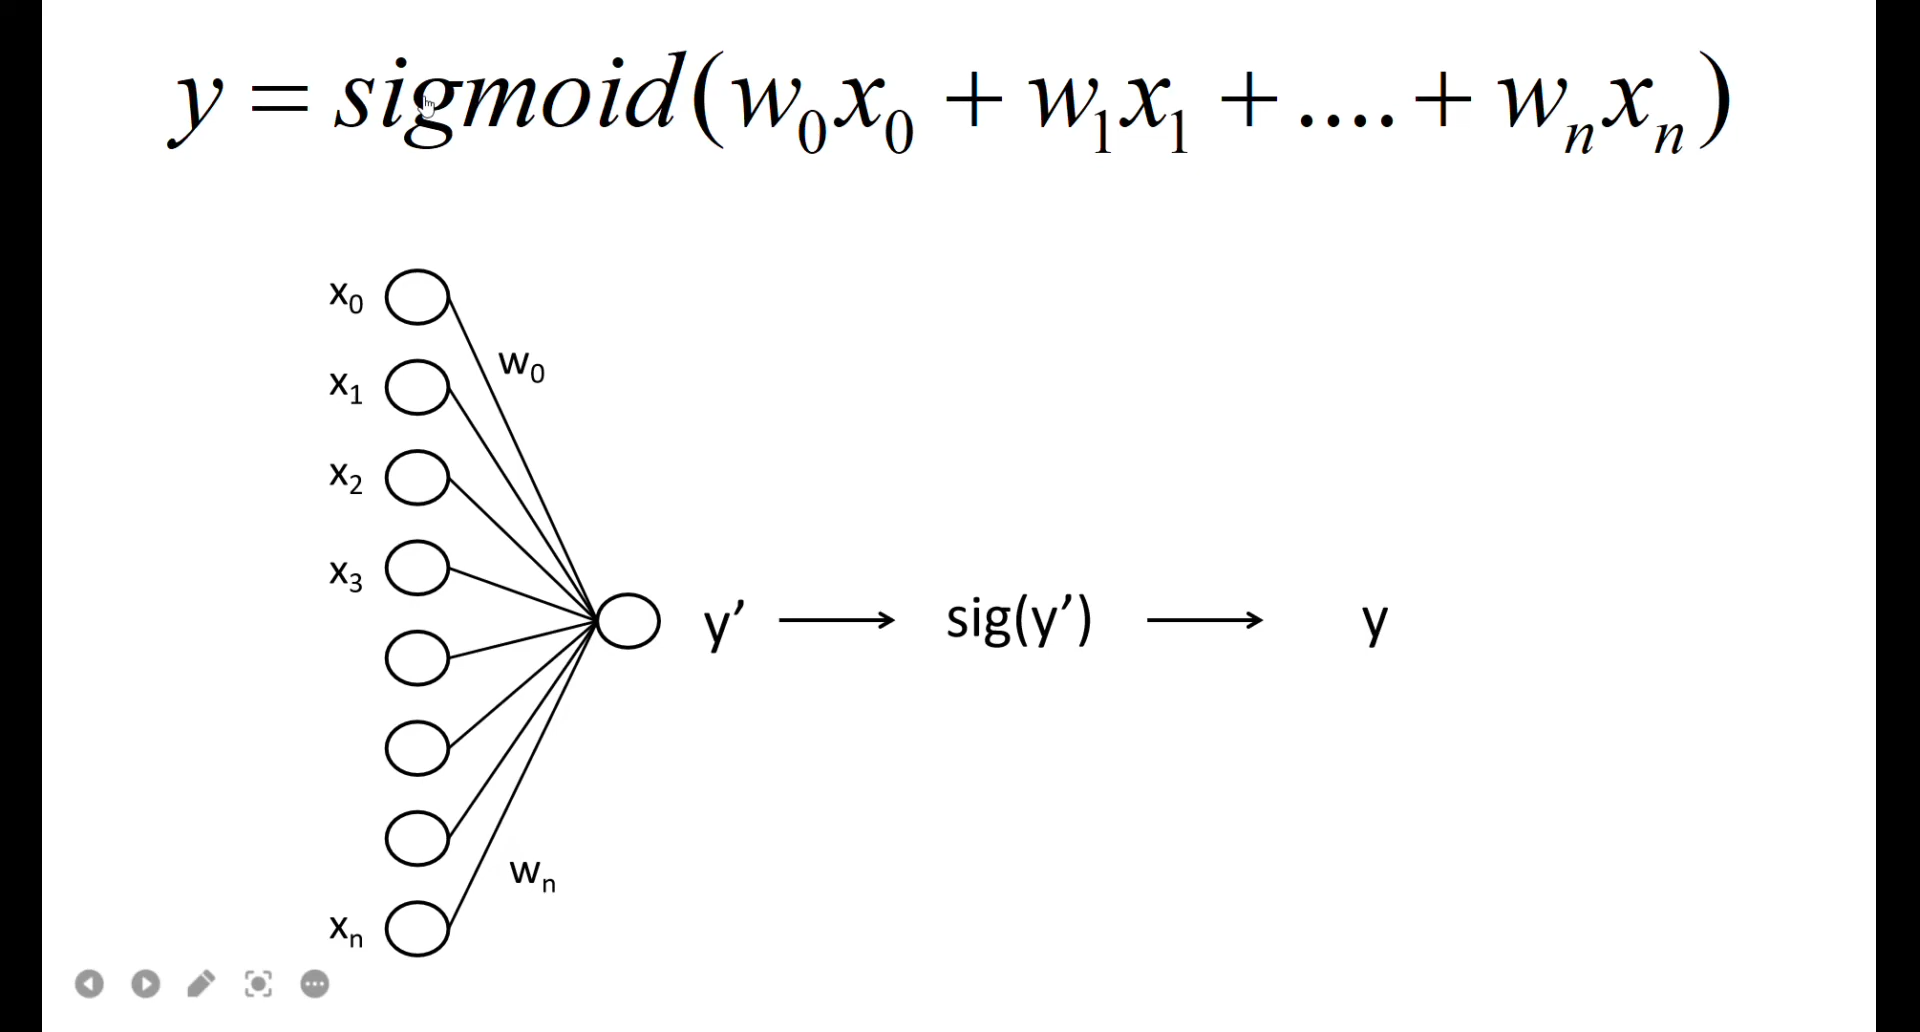 y = sigmoid(w₀x₀ + w₁x₁ + .... + wₙxₙ)
x₀
w₀
x₁
x₂
x₃
y′ → sig(y′) → y
wₙ
xₙ